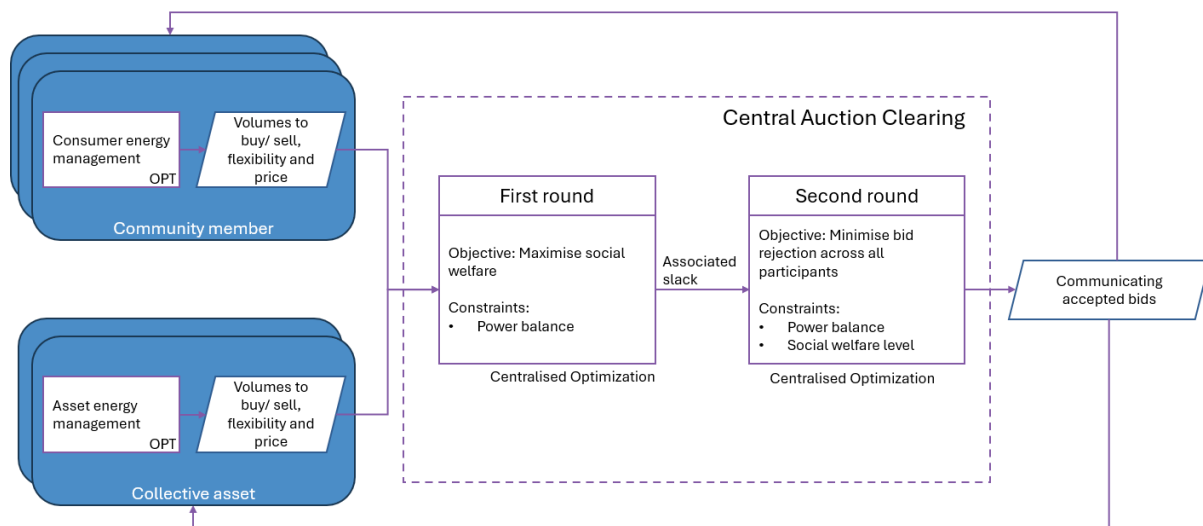 Central Auction Clearing
Consumer energy
management
OPT
Volumes to
buy/ sell,
flexibility and
price
Community member
Asset energy
management
OPT
Volumes to
buy/ sell,
flexibility and
price
Collective asset
First round
Objective: Maximise social
welfare
Constraints:
• Power balance
Centralised Optimization
Associated
slack
Second round
Objective: Minimise bid
rejection across all
participants
Constraints:
• Power balance
• Social welfare level
Centralised Optimization
Communicating
accepted bids